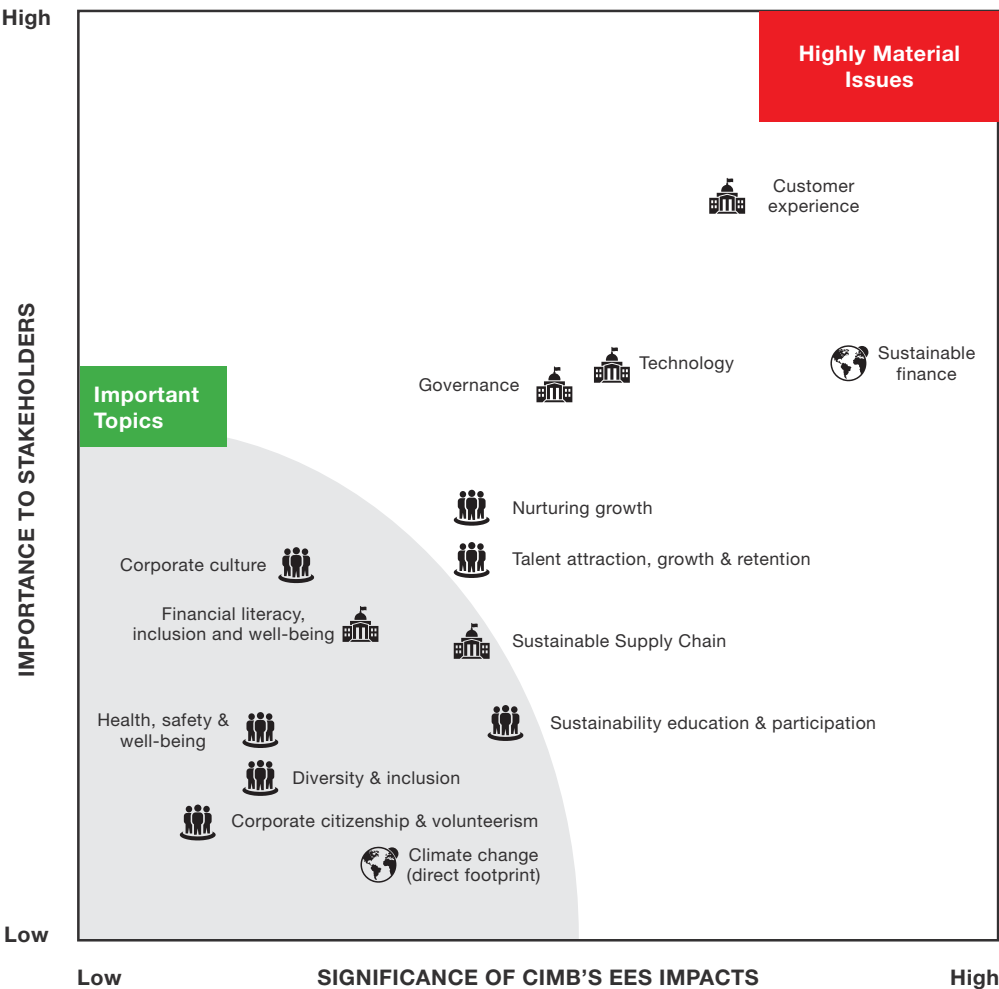 High
Highly Material
Issues
Customer
experience
IMPORTANCE TO STAKEHOLDERS
Sustainable
finance
Technology
Governance
Important
Topics
Nurturing growth
Talent attraction, growth & retention
Corporate culture
Financial literacy,
inclusion and well-being
Sustainable Supply Chain
Health, safety &
well-being
Sustainability education & participation
Diversity & inclusion
Corporate citizenship & volunteerism
Climate change
(direct footprint)
Low
Low
SIGNIFICANCE OF CIMB'S EES IMPACTS
High